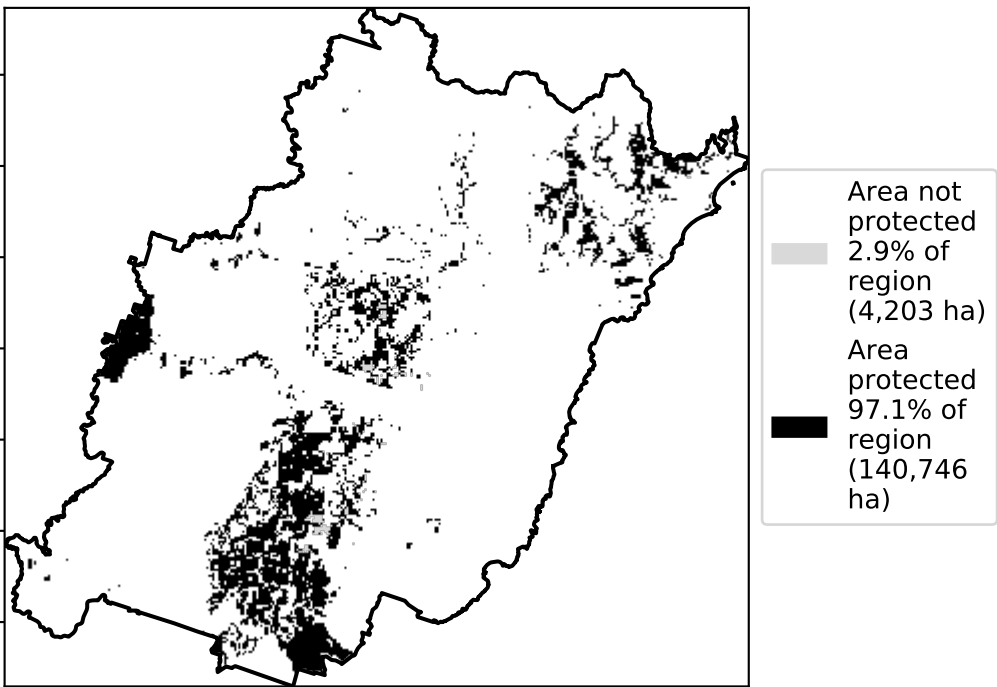 Area not
protected
2.9% of
region
(4,203 ha)
Area
protected
97.1% of
region
(140,746
ha)